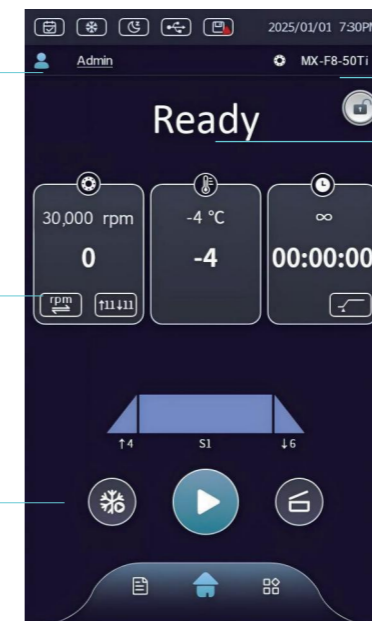 2025/01/01 7:30PM
Admin
MX-F8-50Ti
Ready
30,000 rpm
-4 °C
∞
0
-4
00:00:00
rpm
↑11↓11
↑4
S1
↓6